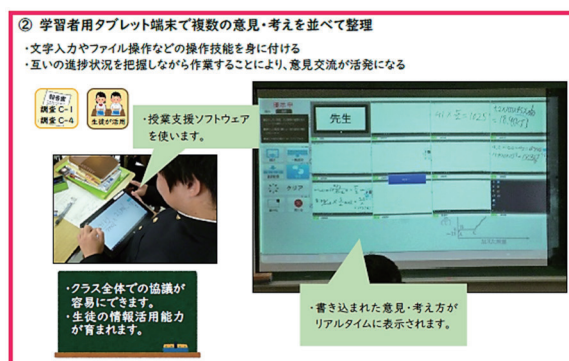 ② 学習者用タブレット端末で複数の意見・考えを並べて整理
・文字入力やファイル操作などの操作技能を身に付ける
・互いの進捗状況を把握しながら作業することにより、意見交流が活発になる
調査C-1
調査C-4
生徒が活用
・授業支援ソフトウェア
を使います。
先生
クリア
・クラス全体での協議が
容易にできます。
・生徒の情報活用能力
が育まれます。
・書き込まれた意見・考え方が
リアルタイムに表示されます。